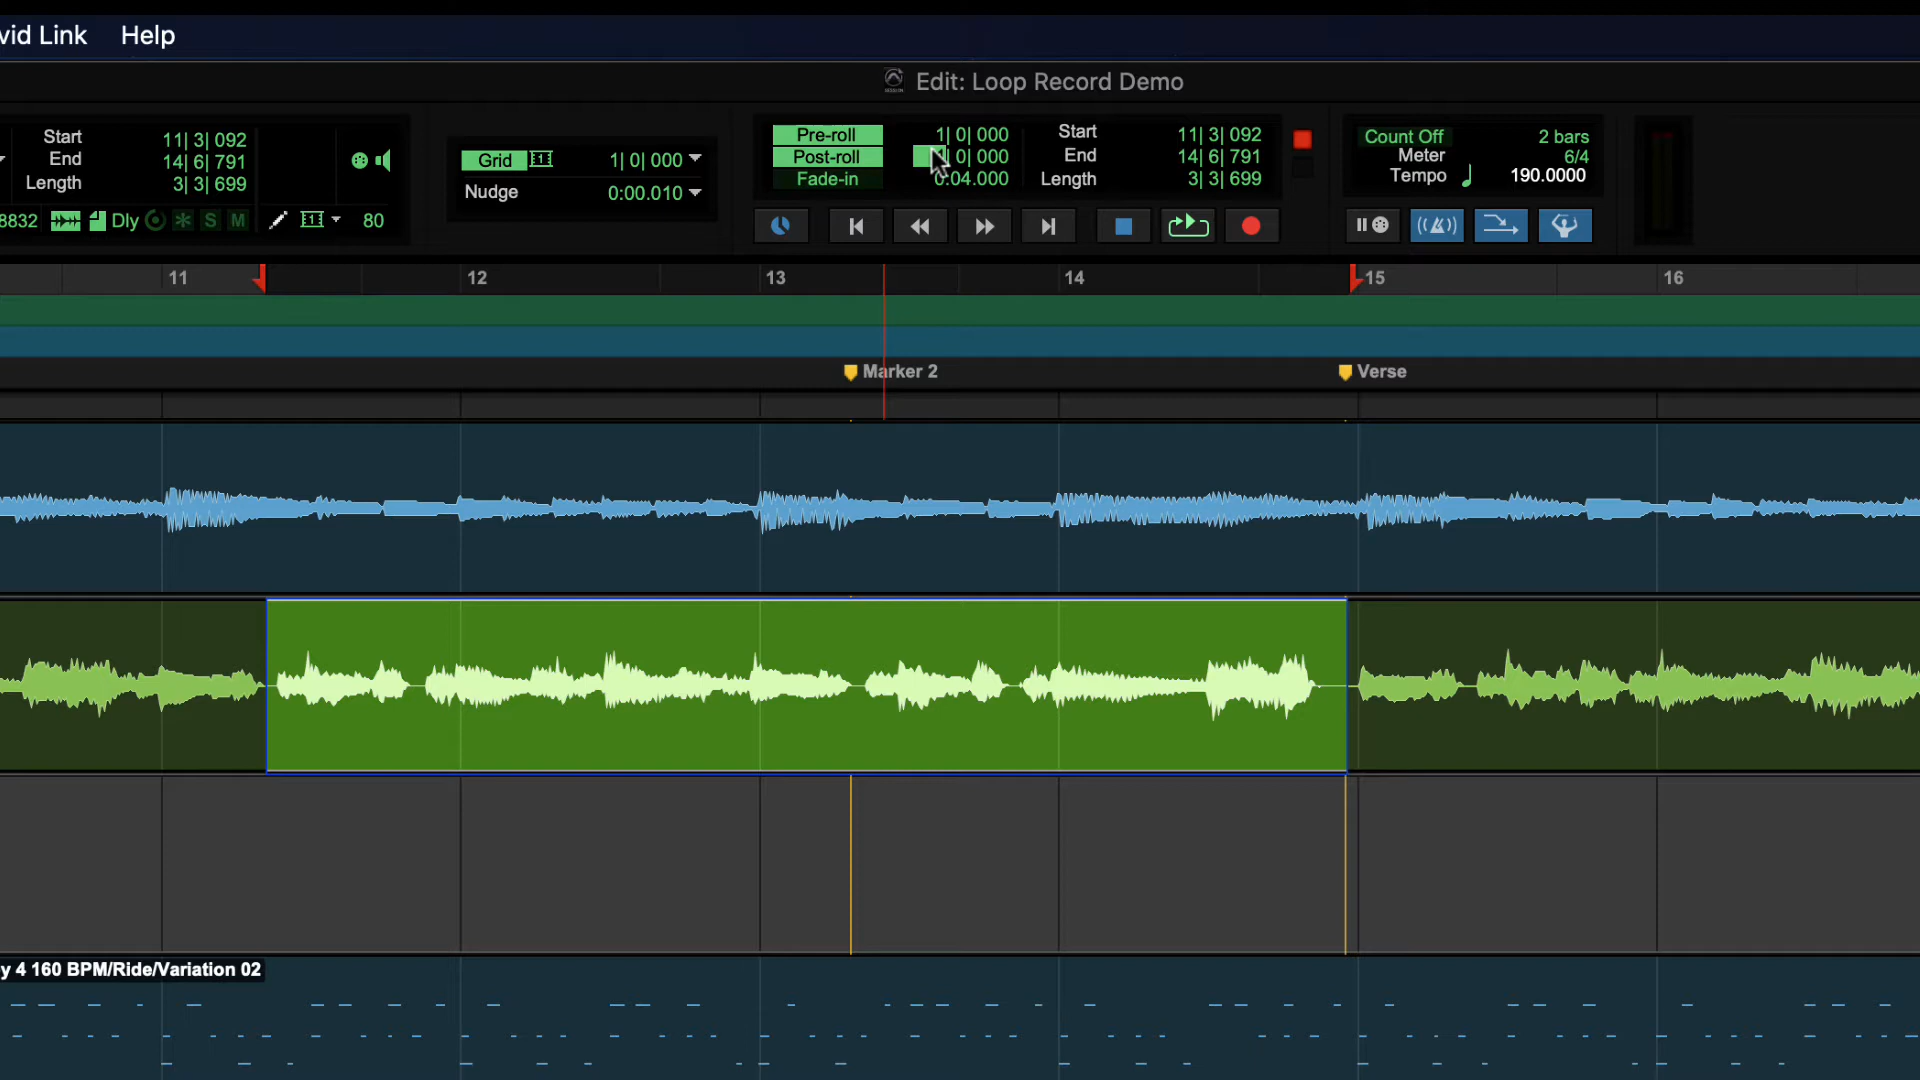 vid Link Help
Edit: Loop Record Demo
Start 11| 3| 092
End 14| 6| 791
Length 3| 3| 699
8832 Dly S M 80
Grid 1| 0| 000
Nudge 0:00.010
Pre-roll 1| 0| 000
Post-roll 0| 000
Fade-in 0:04.000
Start 11| 3| 092
End 14| 6| 791
Length 3| 3| 699
Count Off 2 bars
Meter 6/4
Tempo 190.0000
11 12 13 14 15 16
Marker 2 Verse
y 4 160 BPM/Ride/Variation 02